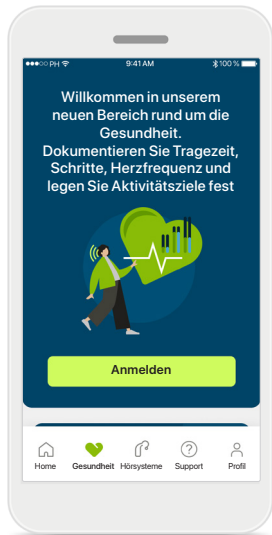 PH 9:41 AM 100 %
Willkommen in unserem
neuen Bereich rund um die
Gesundheit.
Dokumentieren Sie Tragezeit,
Schritte, Herzfrequenz und
legen Sie Aktivitätsziele fest
Anmelden
Home Gesundheit Hörsysteme Support Profil